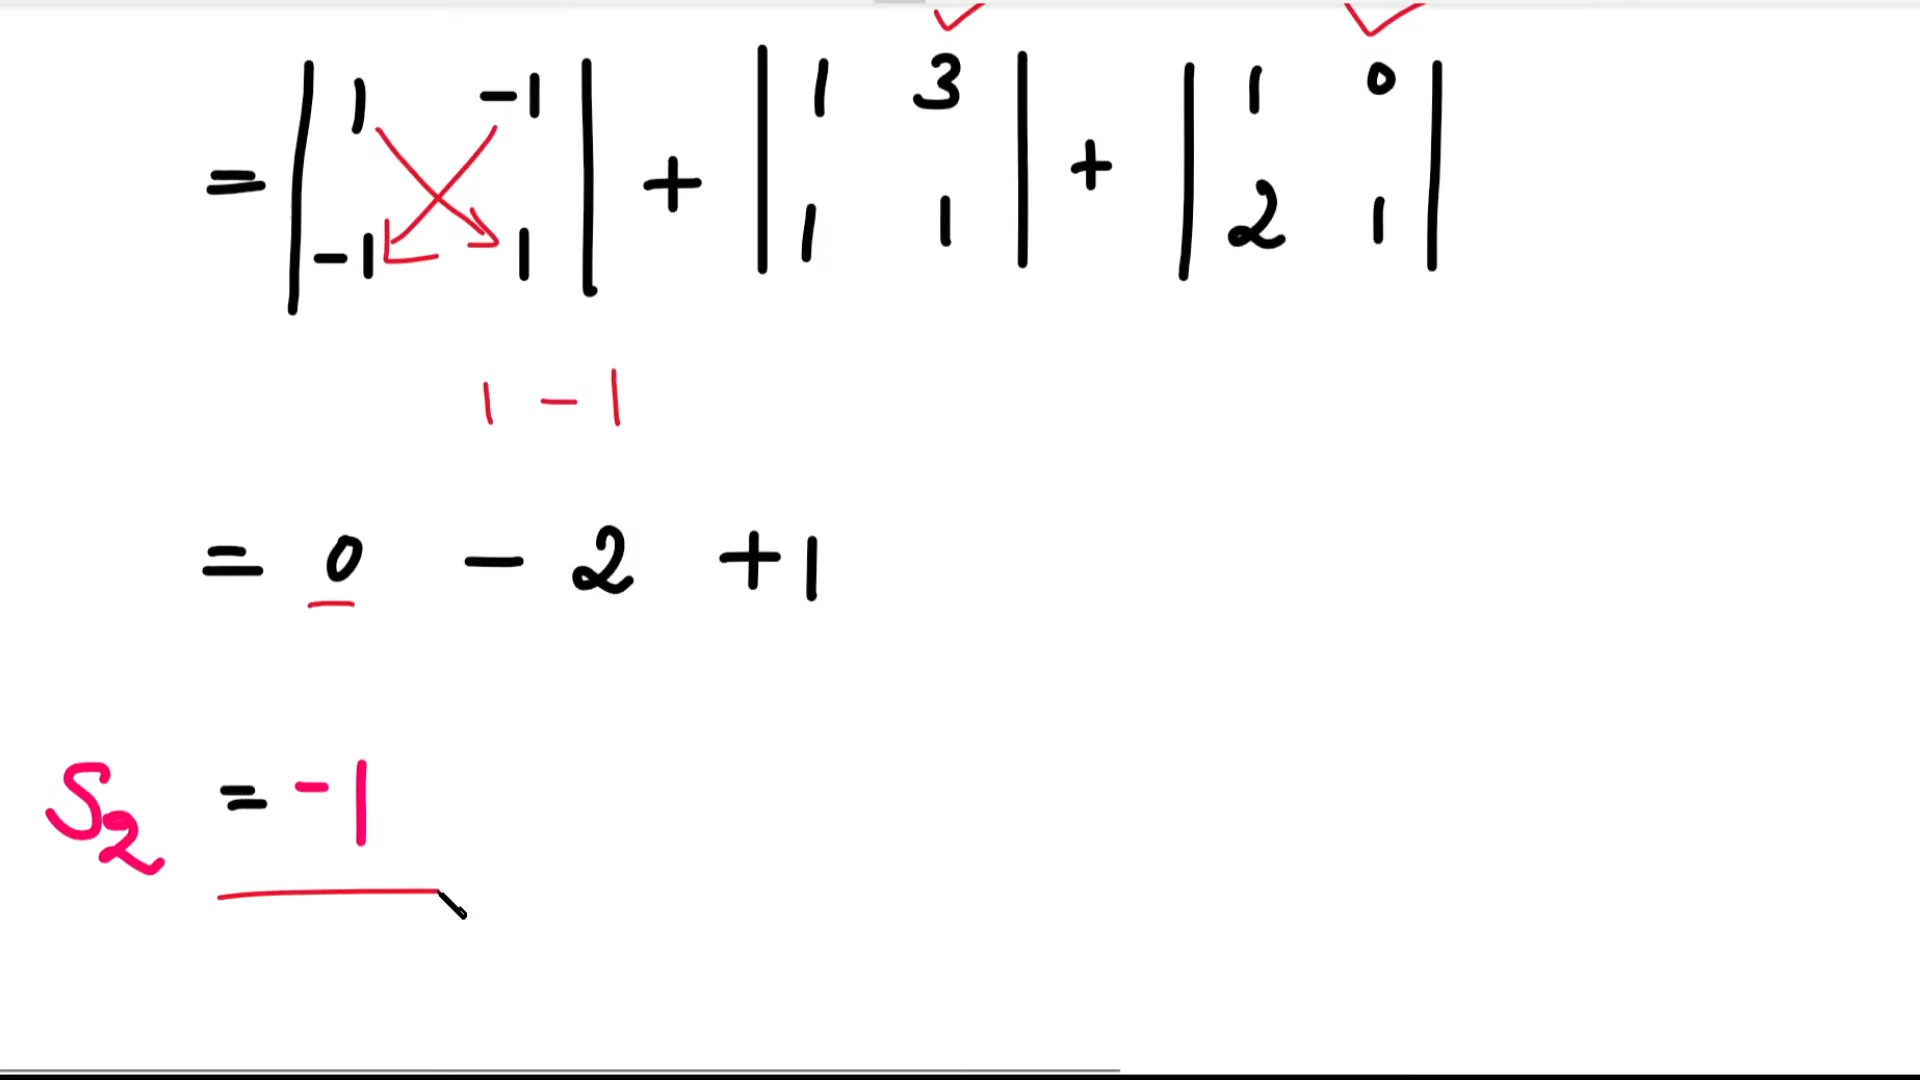 = | 1 -1 | + | 1 3 | + | 1 0 |
| -1 1 | | 1 1 | | 2 1 |
1 - 1
= 0 - 2 + 1
S₂ = -1